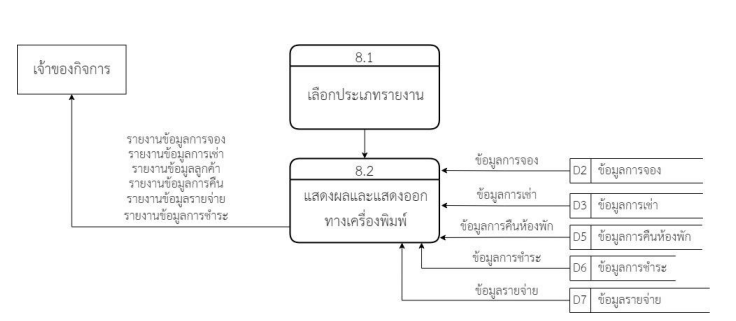 8.1
เจ้าของกิจการ
เลือกประเภทรายงาน
รายงานข้อมูลการจอง
รายงานข้อมูลการเช่า
รายงานข้อมูลลูกค้า
รายงานข้อมูลการคืน
รายงานข้อมูลรายจ่าย
รายงานข้อมูลการชำระ
8.2
แสดงผลและแสดงออก
ทางเครื่องพิมพ์
ข้อมูลการจอง
D2 ข้อมูลการจอง
ข้อมูลการเช่า
D3 ข้อมูลการเช่า
ข้อมูลการคืนห้องพัก
D5 ข้อมูลการคืนห้องพัก
ข้อมูลการชำระ
D6 ข้อมูลการชำระ
ข้อมูลรายจ่าย
D7 ข้อมูลรายจ่าย